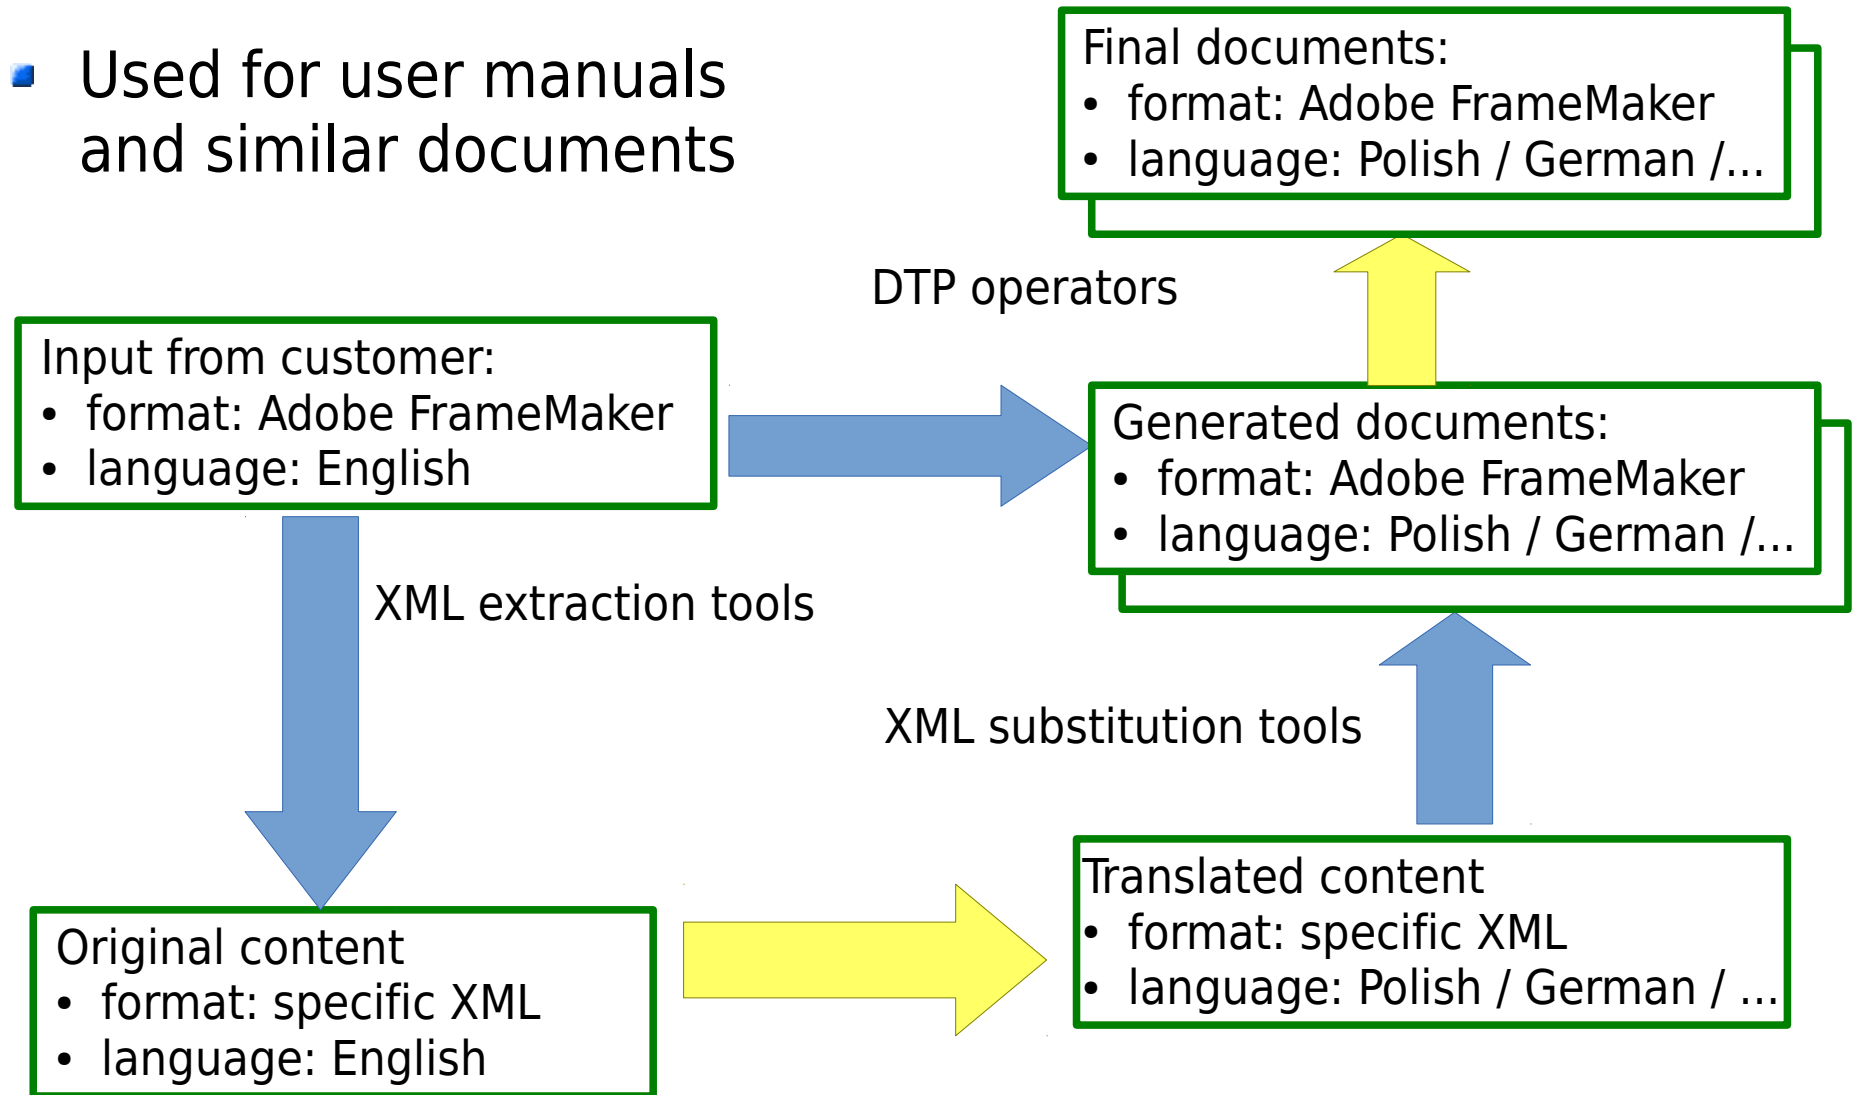 Used for user manuals
and similar documents
Final documents:
• format: Adobe FrameMaker
• language: Polish / German /...
DTP operators
Input from customer:
• format: Adobe FrameMaker
• language: English
Generated documents:
• format: Adobe FrameMaker
• language: Polish / German /...
XML extraction tools
XML substitution tools
Original content
• format: specific XML
• language: English
Translated content
• format: specific XML
• language: Polish / German / ...